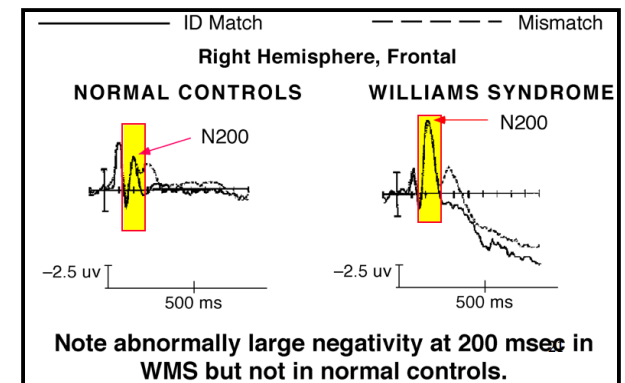 ID Match Mismatch
Right Hemisphere, Frontal
NORMAL CONTROLS WILLIAMS SYNDROME
N200 N200
−2.5 uv −2.5 uv
500 ms 500 ms
Note abnormally large negativity at 200 msec in
WMS but not in normal controls.